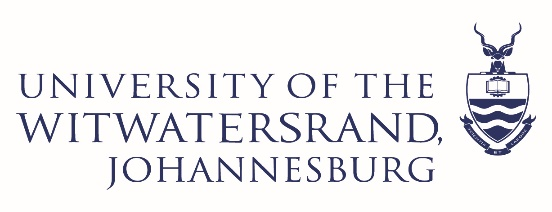 UNIVERSITY OF THE
WITWATERSRAND,
JOHANNESBURG